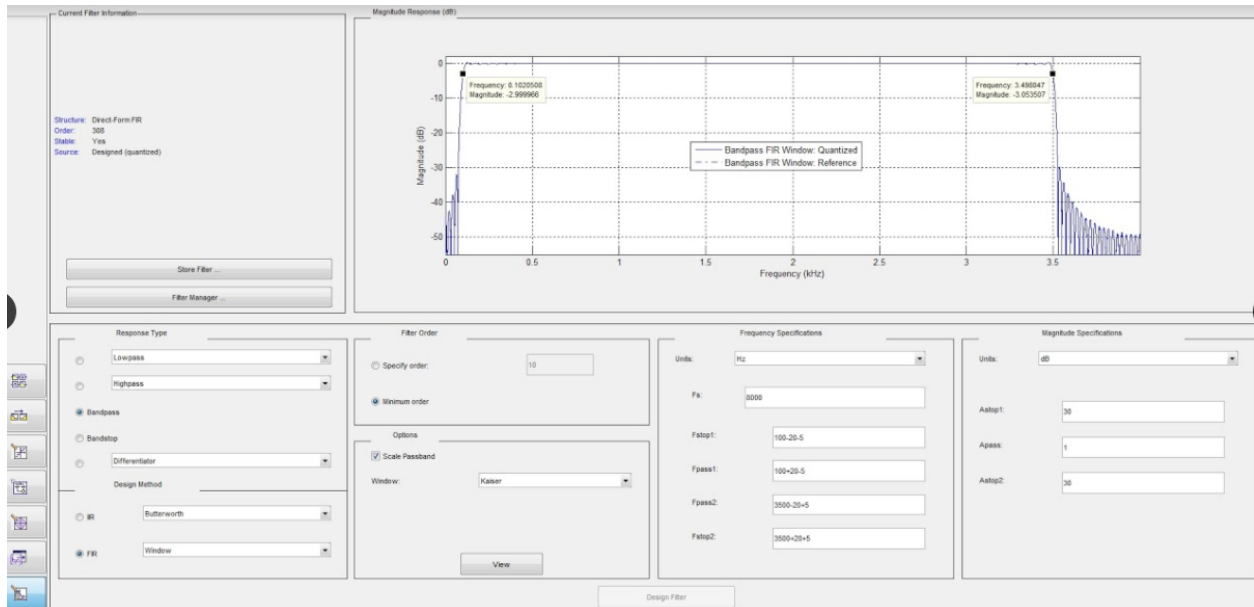 Current Filter Information
Structure: Direct-Form FIR
Order: 308
Stable: Yes
Source: Designed (quantized)
Store Filter ...
Filter Manager ...
Magnitude Response (dB)
Magnitude (dB)
0
-10
-20
-30
-40
-50
Frequency: 0.1020508
Magnitude: -2.999966
Frequency: 3.498047
Magnitude: -3.053507
Bandpass FIR Window: Quantized
Bandpass FIR Window: Reference
0 0.5 1 1.5 2 2.5 3 3.5
Frequency (kHz)
Response Type
Lowpass
Highpass
Bandpass
Bandstop
Differentiator
Design Method
IIR Butterworth
FIR Window
Filter Order
Specify order: 10
Minimum order
Options
Scale Passband
Window: Kaiser
View
Frequency Specifications
Units: Hz
Fs: 8000
Fstop1: 100-20-5
Fpass1: 100+20-5
Fpass2: 3500-20+5
Fstop2: 3500+20+5
Magnitude Specifications
Units: dB
Astop1: 30
Apass: 1
Astop2: 30
Design Filter